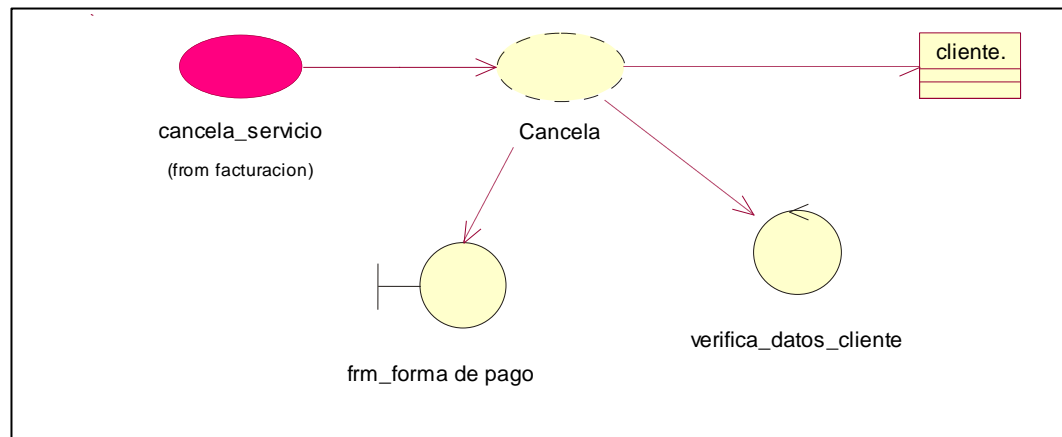 cliente.
cancela_servicio
(from facturacion)
Cancela
verifica_datos_cliente
frm_forma de pago